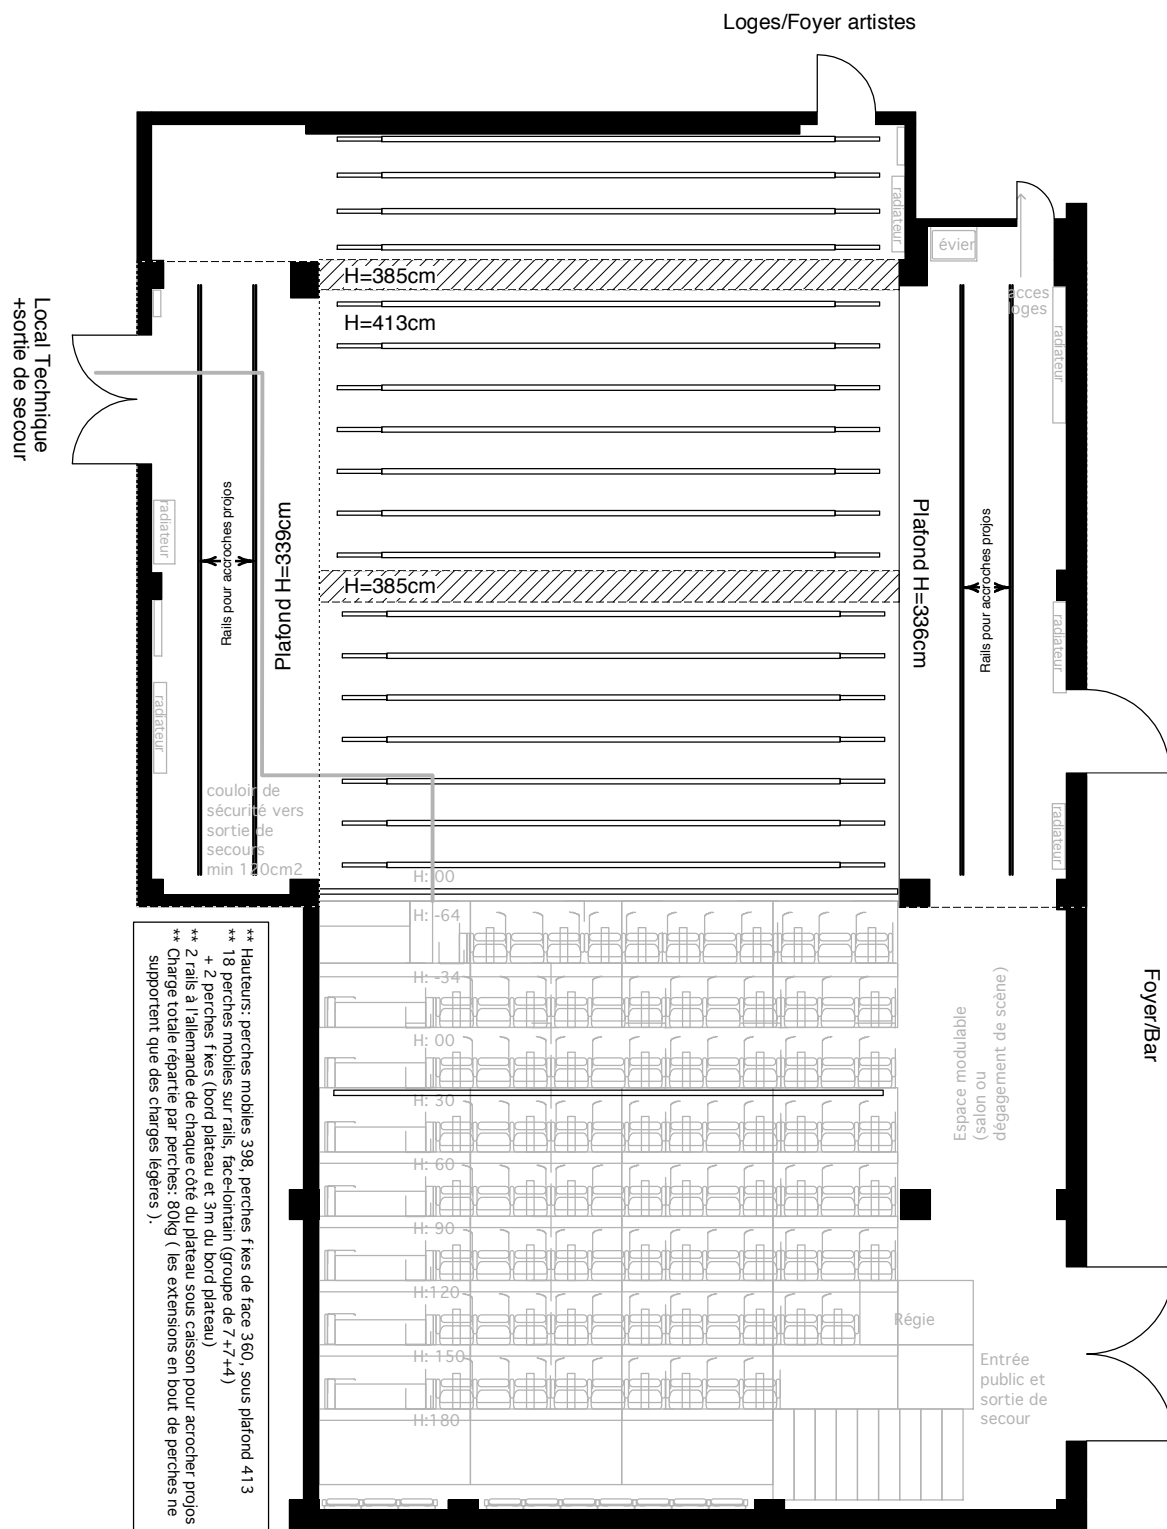 Loges/Foyer artistes
radiateur
évier
acces
loges
radiateur
H=385cm
H=413cm
Local Technique
+sortie de secour
radiateur
Rails pour accroches projos
Plafond H=339cm
H=385cm
Plafond H=336cm
Rails pour accroches projos
radiateur
radiateur
radiateur
couloir de
sécurité vers
sortie de
secours
min 120cm2
H: 00
H: -64
H: -34
H: 00
H: 30
H: 60
H: 90
H:120
H: 150
H:180
Espace modulable
(salon ou
dégagement de scène)
Foyer/Bar
Régie
Entrée
public et
sortie de
secour
** Hauteurs: perches mobiles 398, perches fixes de face 360, sous plafond 413
** 18 perches mobiles sur rails, face-lointain (groupe de 7+7+4)
+ 2 perches fixes (bord plateau et 3m du bord plateau)
** 2 rails à l'allemande de chaque côté du plateau sous caisson pour acrocher projos
** Charge totale répartie par perches: 80kg ( les extensions en bout de perches ne
supportent que des charges légères ).